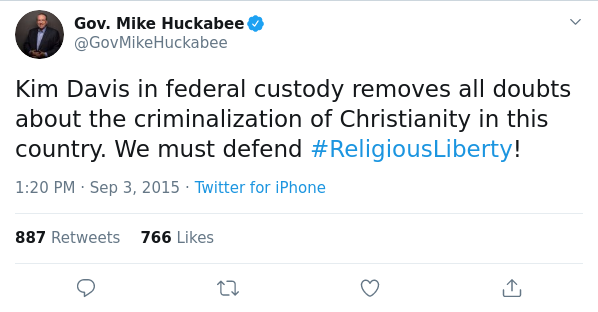 Gov. Mike Huckabee
@GovMikeHuckabee
Kim Davis in federal custody removes all doubts
about the criminalization of Christianity in this
country. We must defend #ReligiousLiberty!
1:20 PM · Sep 3, 2015 · Twitter for iPhone
887 Retweets 766 Likes